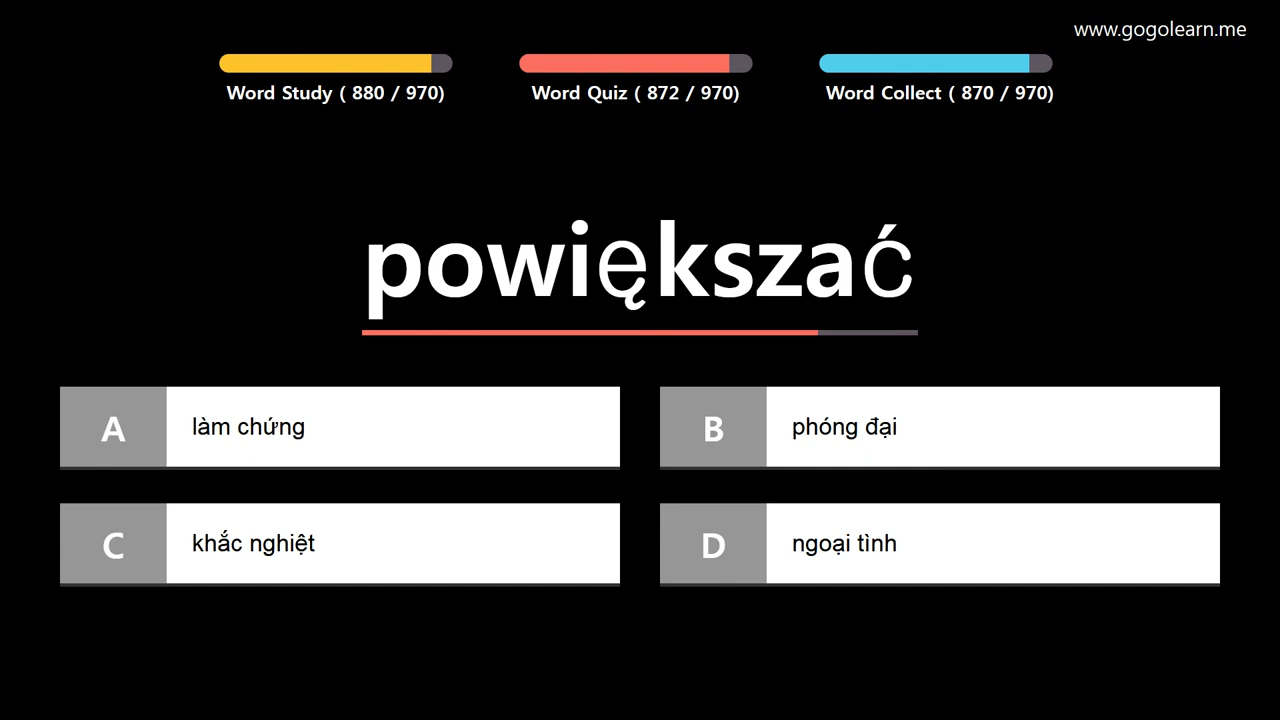 www.gogolearn.me
Word Study ( 880 / 970)
Word Quiz ( 872 / 970)
Word Collect ( 870 / 970)
powiększać
A
làm chứng
B
phóng đại
C
khắc nghiệt
D
ngoại tình